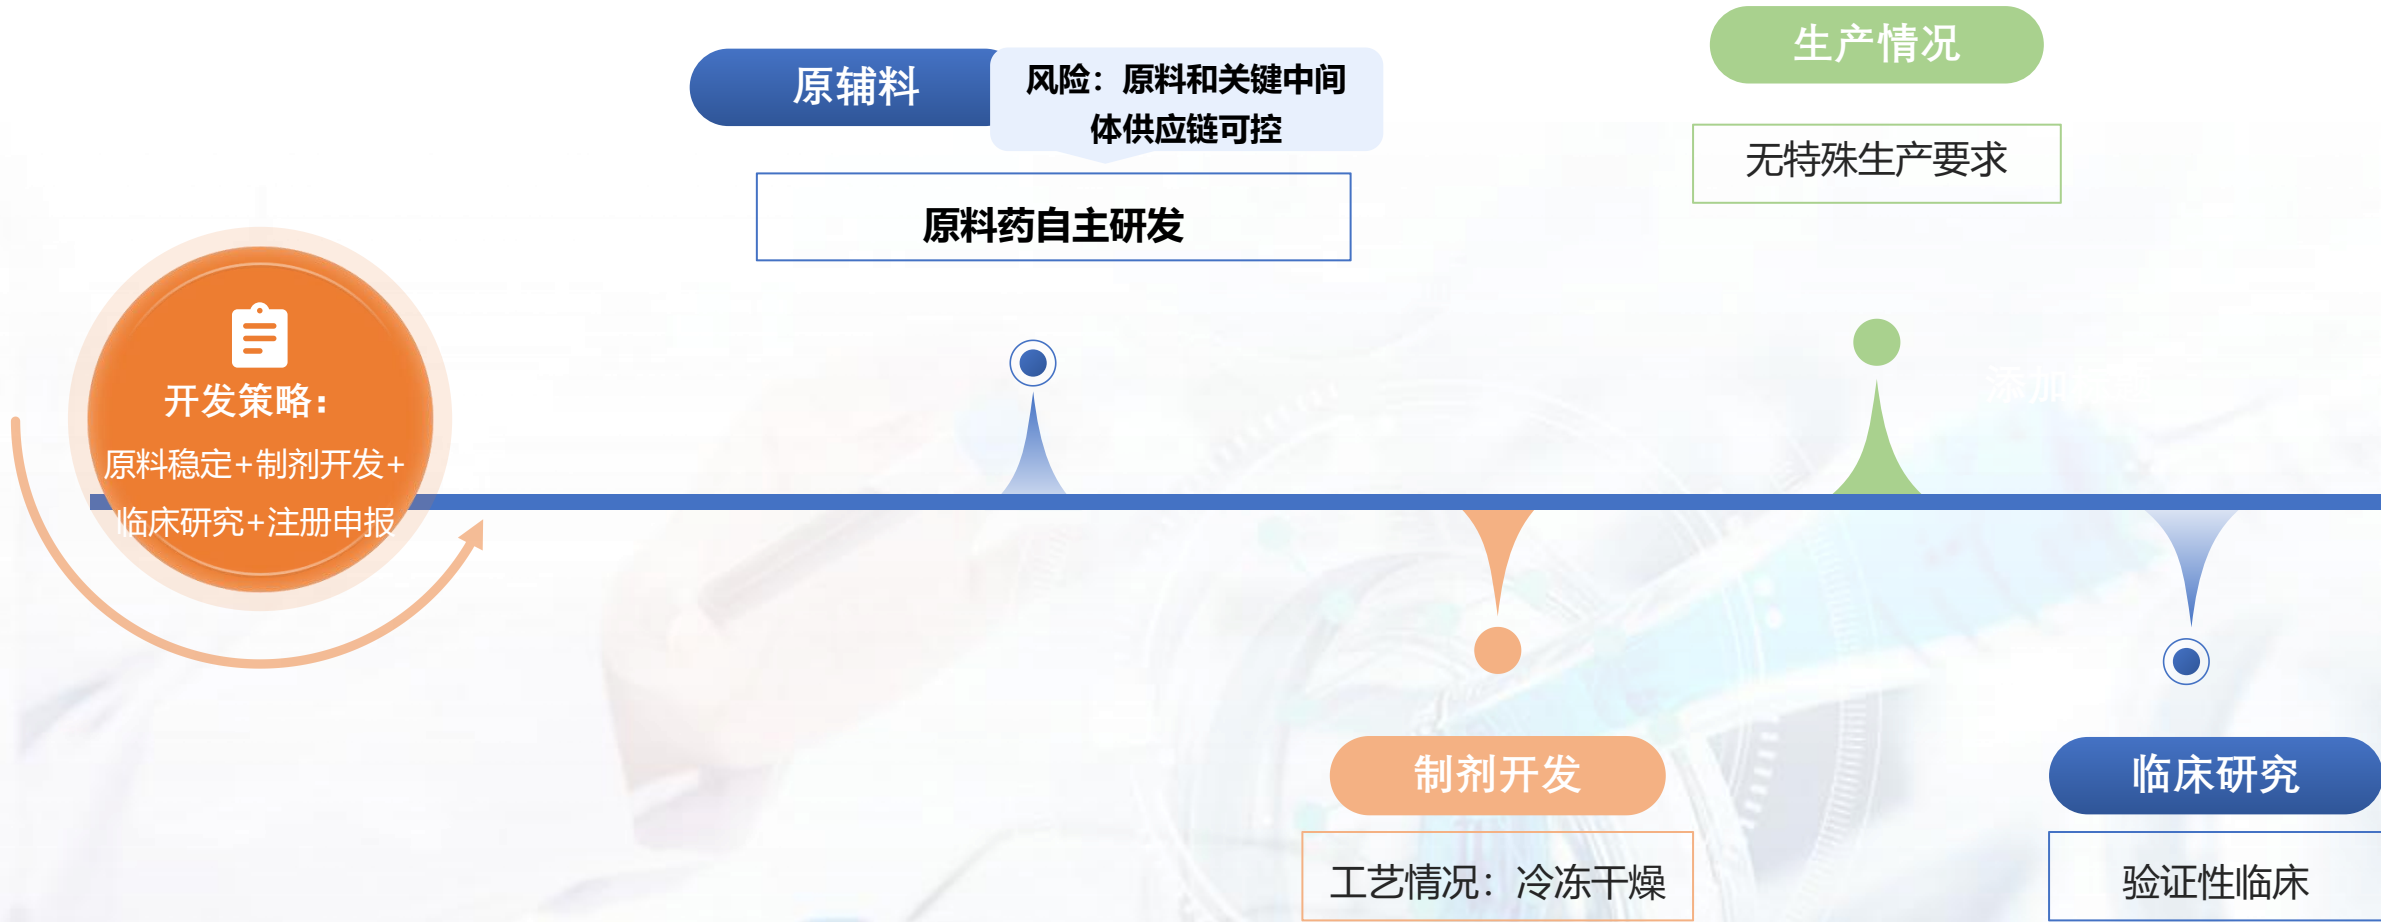 生产情况
原辅料
风险：原料和关键中间
体供应链可控
无特殊生产要求
原料药自主研发
开发策略：
原料稳定+制剂开发+
临床研究+注册申报
添加
制剂开发
工艺情况：冷冻干燥
临床研究
验证性临床